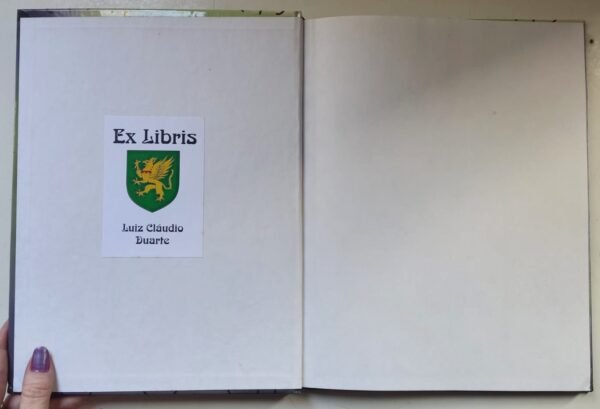 Ex Libris
Luiz Cláudio
Duarte